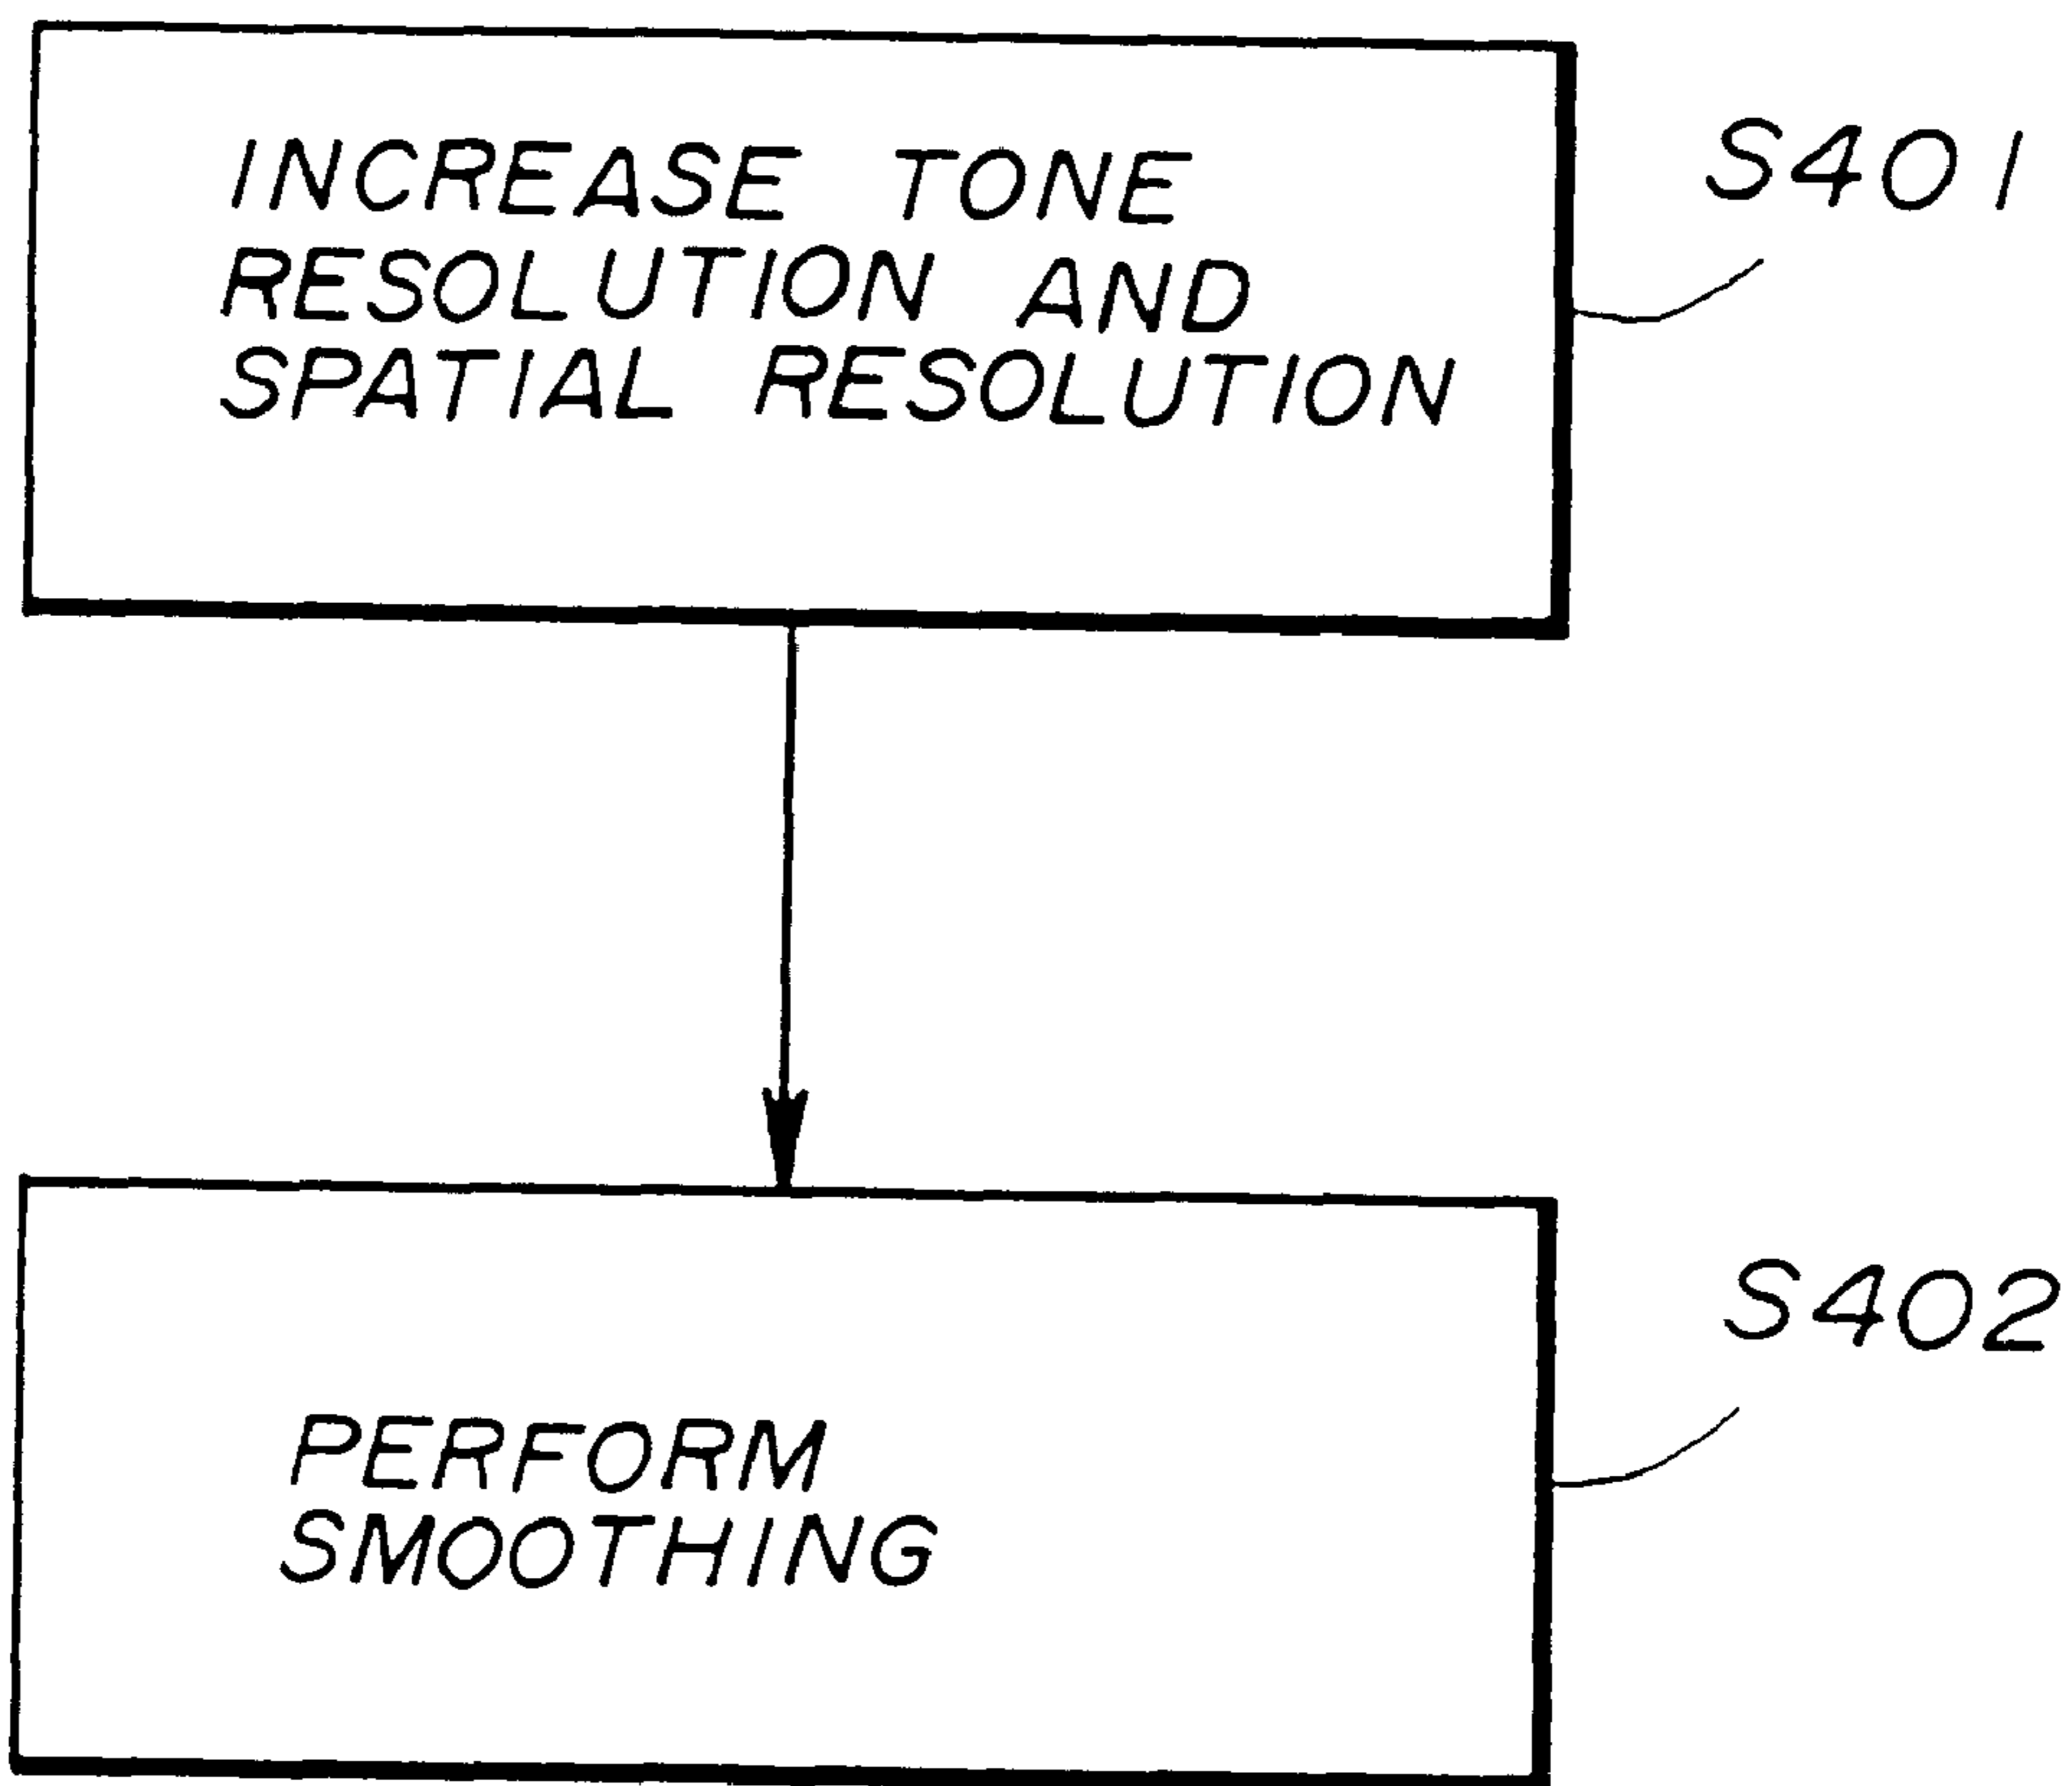 INCREASE TONE
RESOLUTION AND
SPATIAL RESOLUTION
S401
PERFORM
SMOOTHING
S402